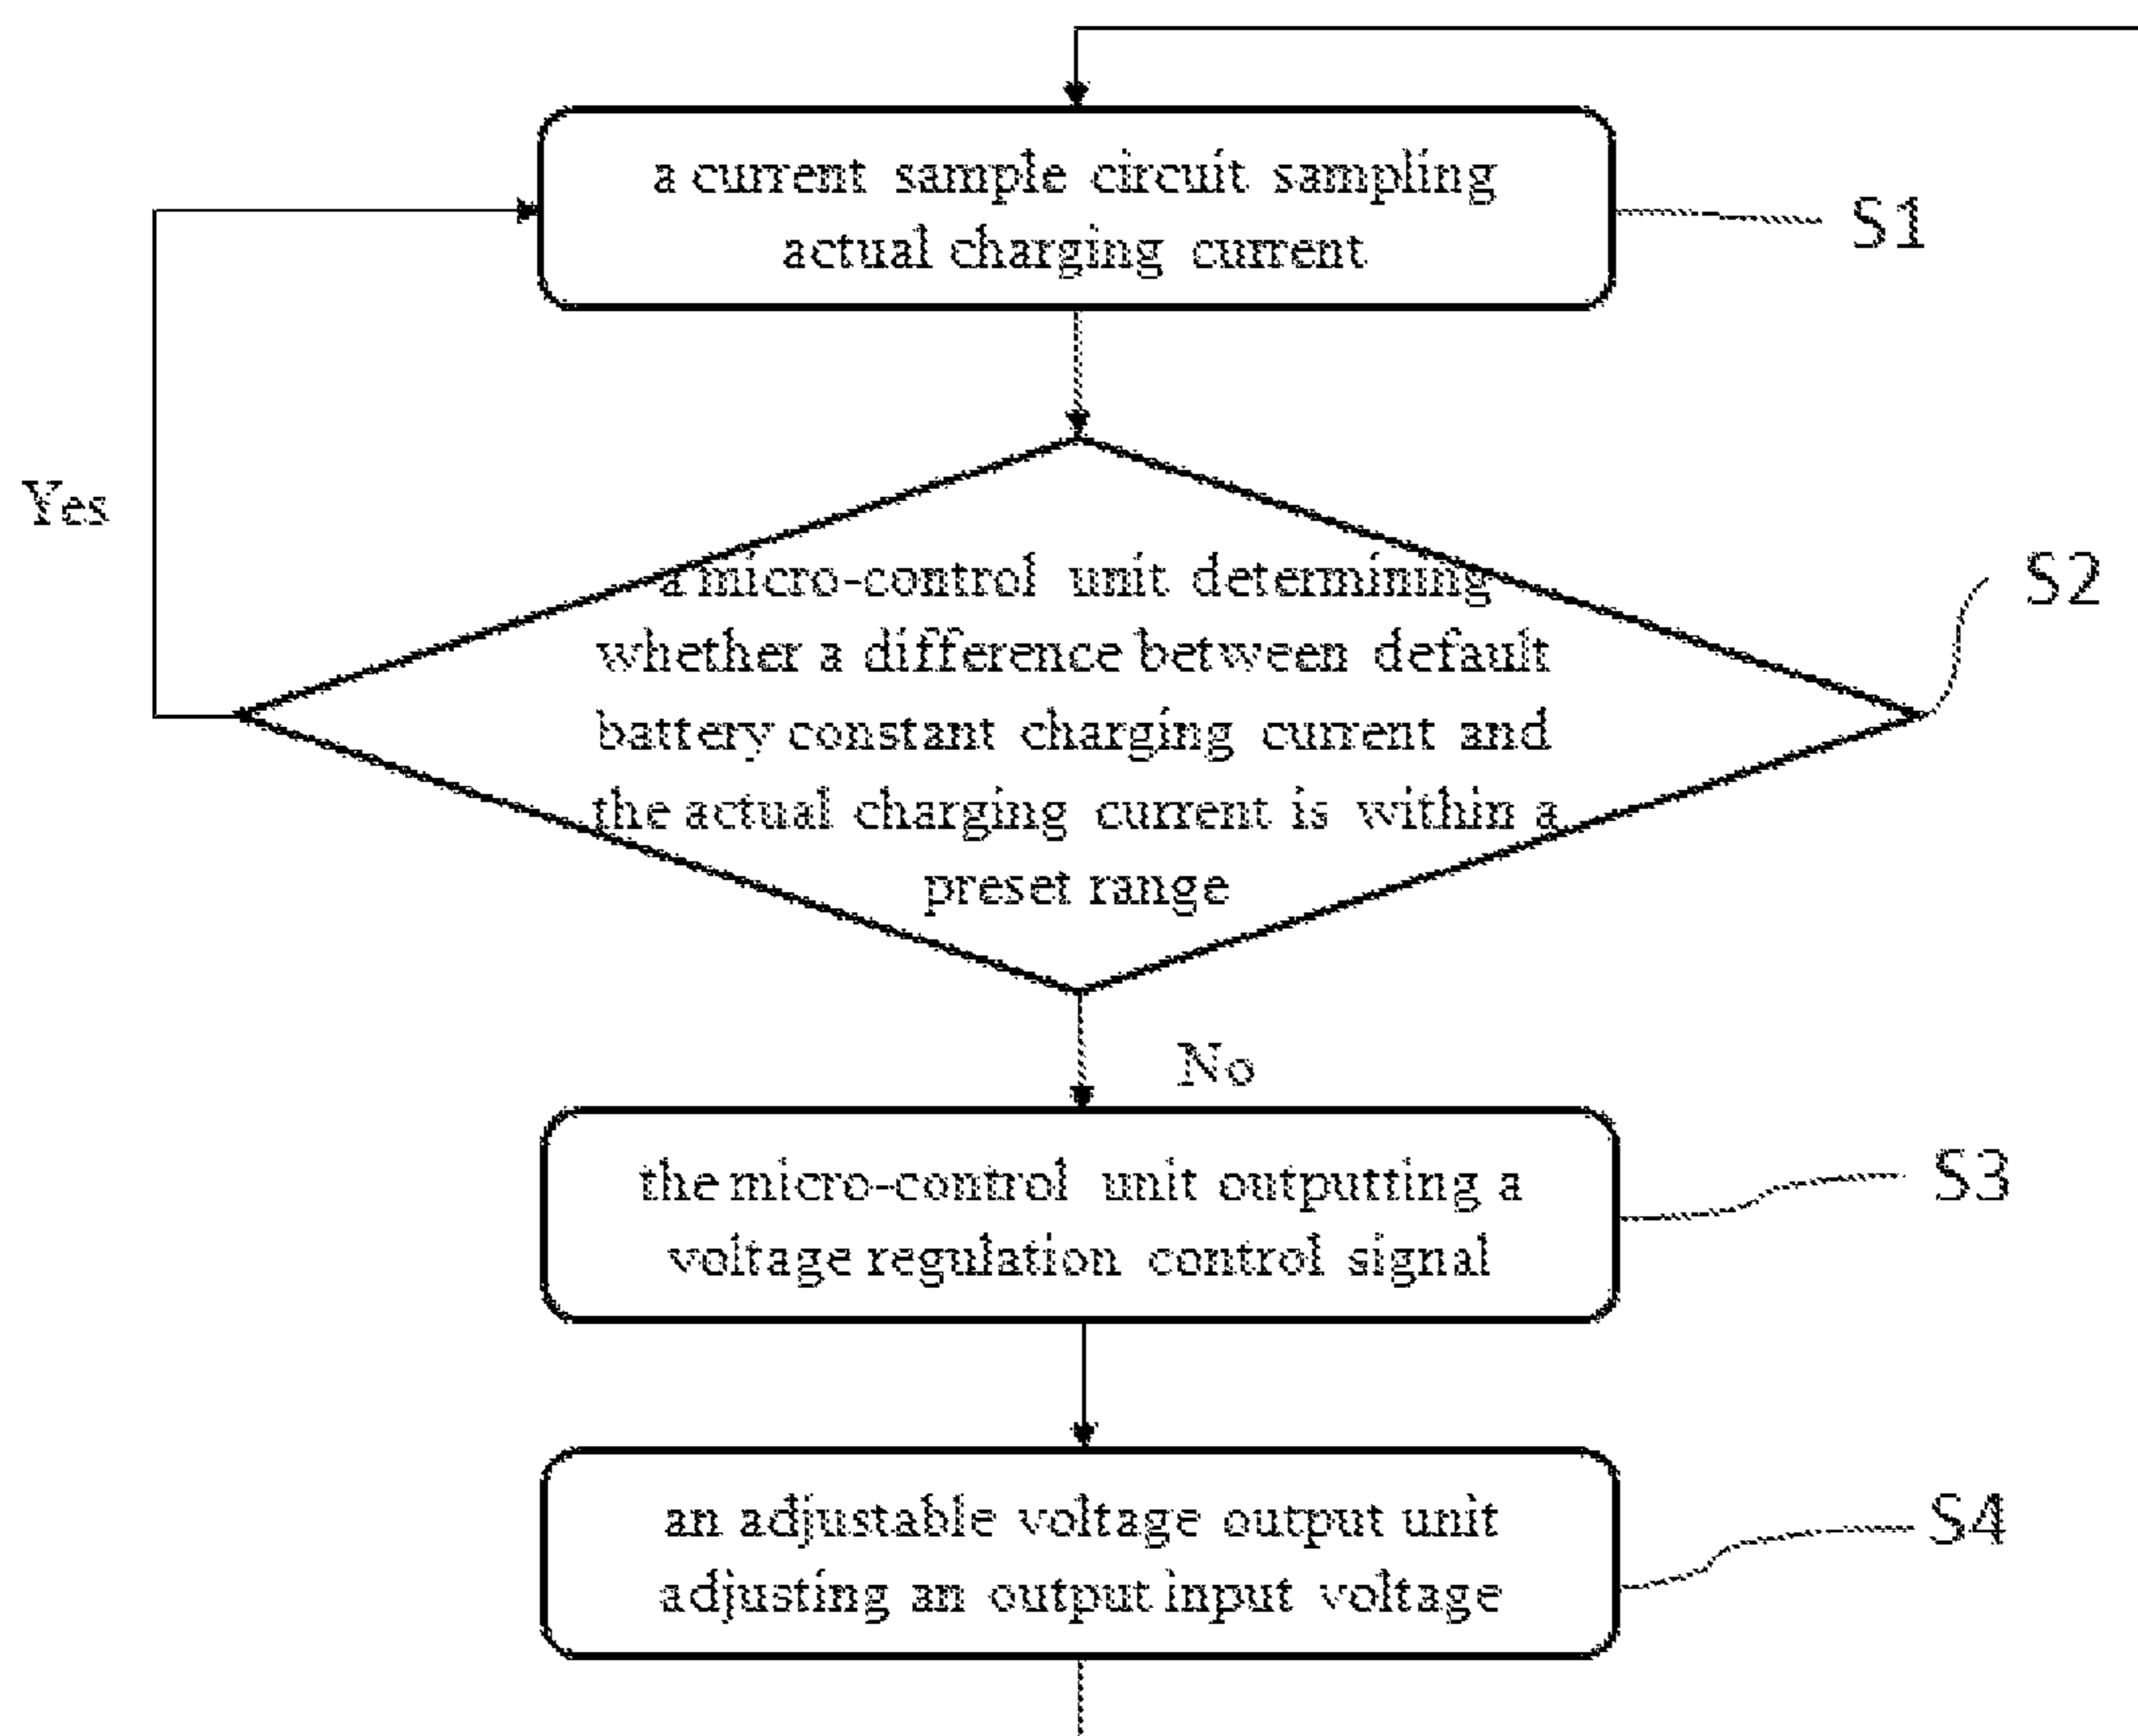 a current sample circuit sampling
actual charging current
S1
Yes
a micro-control unit determining
whether a difference between default
battery constant charging current and
the actual charging current is within a
preset range
S2
No
the micro-control unit outputting a
voltage regulation control signal
S3
an adjustable voltage output unit
adjusting an output input voltage
S4